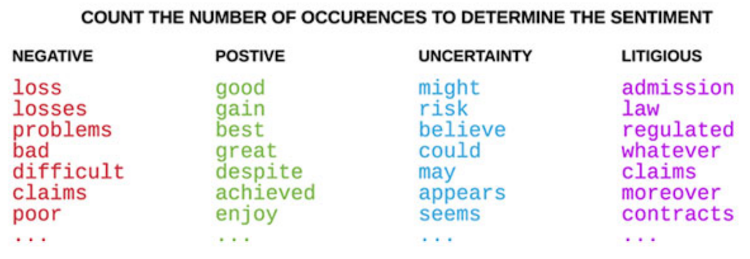 COUNT THE NUMBER OF OCCURENCES TO DETERMINE THE SENTIMENT
NEGATIVE POSTIVE UNCERTAINTY LITIGIOUS
loss good might admission
losses gain risk law
problems best believe regulated
bad great could whatever
difficult despite may claims
claims achieved appears moreover
poor enjoy seems contracts
... ... ... ...